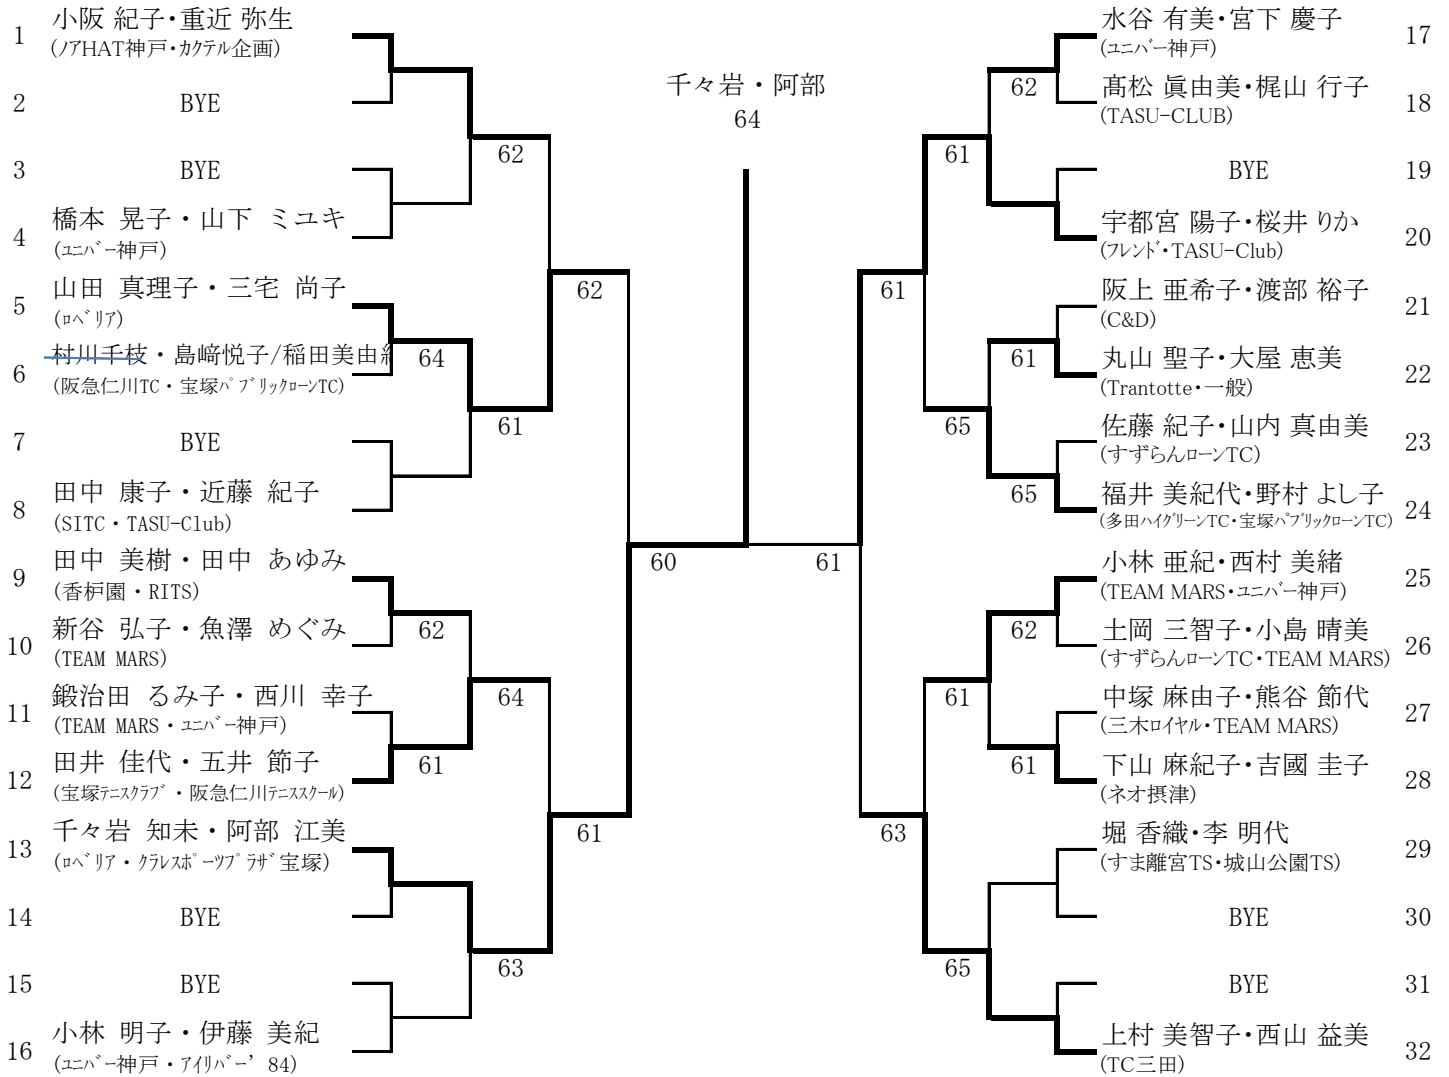 1 小阪 紀子・重近 弥生
(ﾉｱHAT神戸・ｶｸﾃﾙ企画)
2 BYE
3 BYE
4 橋本 晃子・山下 ミユキ
(ﾕﾆﾊﾞｰ神戸)
5 山田 真理子・三宅 尚子
(ﾛﾍﾞﾘｱ)
6 村川千枝・島﨑悦子/稲田美由紀
(阪急仁川TC・宝塚ﾊﾟﾌﾞﾘｯｸﾛｰﾝTC)
7 BYE
8 田中 康子・近藤 紀子
(SITC・TASU-Club)
9 田中 美樹・田中 あゆみ
(香枦園・RITS)
10 新谷 弘子・魚澤 めぐみ
(TEAM MARS)
11 鍛治田 るみ子・西川 幸子
(TEAM MARS・ﾕﾆﾊﾞｰ神戸)
12 田井 佳代・五井 節子
(宝塚ﾃﾆｽｸﾗﾌﾞ・阪急仁川ﾃﾆｽｽｸｰﾙ)
13 千々岩 知未・阿部 江美
(ﾛﾍﾞﾘｱ・ｸﾗﾚｽﾎﾟｰﾂﾌﾟﾗｻﾞ宝塚)
14 BYE
15 BYE
16 小林 明子・伊藤 美紀
(ﾕﾆﾊﾞｰ神戸・ｱｲﾘﾊﾞｰ’84)
62
64
61
62
62
64
61
63
61
60
千々岩・阿部
64
61
62
61
61
61
65
65
62
61
61
63
65
水谷 有美・宮下 慶子 17
(ﾕﾆﾊﾞｰ神戸)
髙松 眞由美・梶山 行子 18
(TASU-CLUB)
BYE 19
宇都宮 陽子・桜井 りか 20
(ﾌﾚﾝﾄﾞ・TASU-Club)
阪上 亜希子・渡部 裕子 21
(C&D)
丸山 聖子・大屋 恵美 22
(Trantotte・一般)
佐藤 紀子・山内 真由美 23
(すずらんﾛｰﾝTC)
福井 美紀代・野村 よし子 24
(多田ﾊｲｸﾞﾘｰﾝTC・宝塚ﾊﾟﾌﾞﾘｯｸﾛｰﾝTC)
小林 亜紀・西村 美緒 25
(TEAM MARS・ﾕﾆﾊﾞｰ神戸)
土岡 三智子・小島 晴美 26
(すずらんﾛｰﾝTC・TEAM MARS)
中塚 麻由子・熊谷 節代 27
(三木ﾛｲﾔﾙ・TEAM MARS)
下山 麻紀子・吉國 圭子 28
(ネオ摂津)
堀 香織・李 明代 29
(すま離宮TS・城山公園TS)
BYE 30
BYE 31
上村 美智子・西山 益美 32
(TC三田)